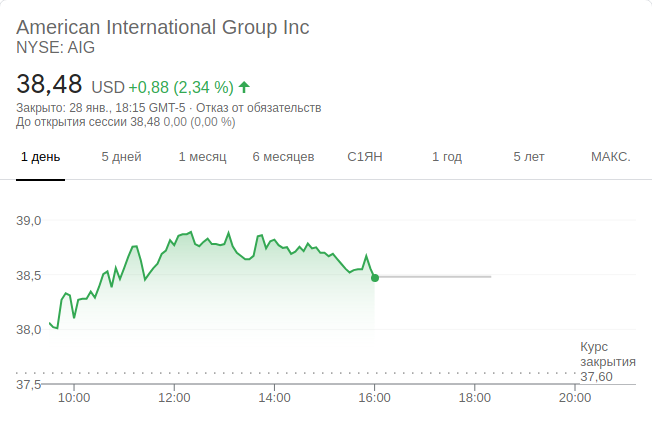 American International Group Inc
NYSE: AIG
38,48 USD +0,88 (2,34 %)
Закрыто: 28 янв., 18:15 GMT-5 · Отказ от обязательств
До открытия сессии 38,48 0,00 (0,00 %)
1 день 5 дней 1 месяц 6 месяцев С1ЯН 1 год 5 лет МАКС.
39,0
38,5
38,0
Курс
закрытия
37,60
37,5
10:00 12:00 14:00 16:00 18:00 20:00